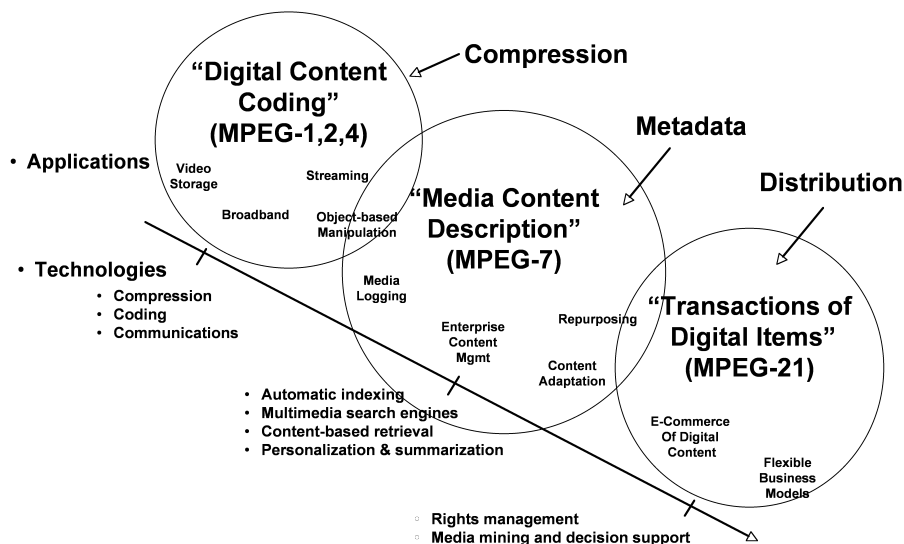 Compression
“Digital Content
Coding”
(MPEG-1,2,4)
Metadata
• Applications
Video
Storage
Streaming
Broadband
Object-based
Manipulation
“Media Content
Description”
(MPEG-7)
Distribution
• Technologies
• Compression
• Coding
• Communications
Media
Logging
Enterprise
Content
Mgmt
Repurposing
Content
Adaptation
“Transactions of
Digital Items”
(MPEG-21)
• Automatic indexing
• Multimedia search engines
• Content-based retrieval
• Personalization & summarization
E-Commerce
Of Digital
Content
Flexible
Business
Models
▫ Rights management
▫ Media mining and decision support